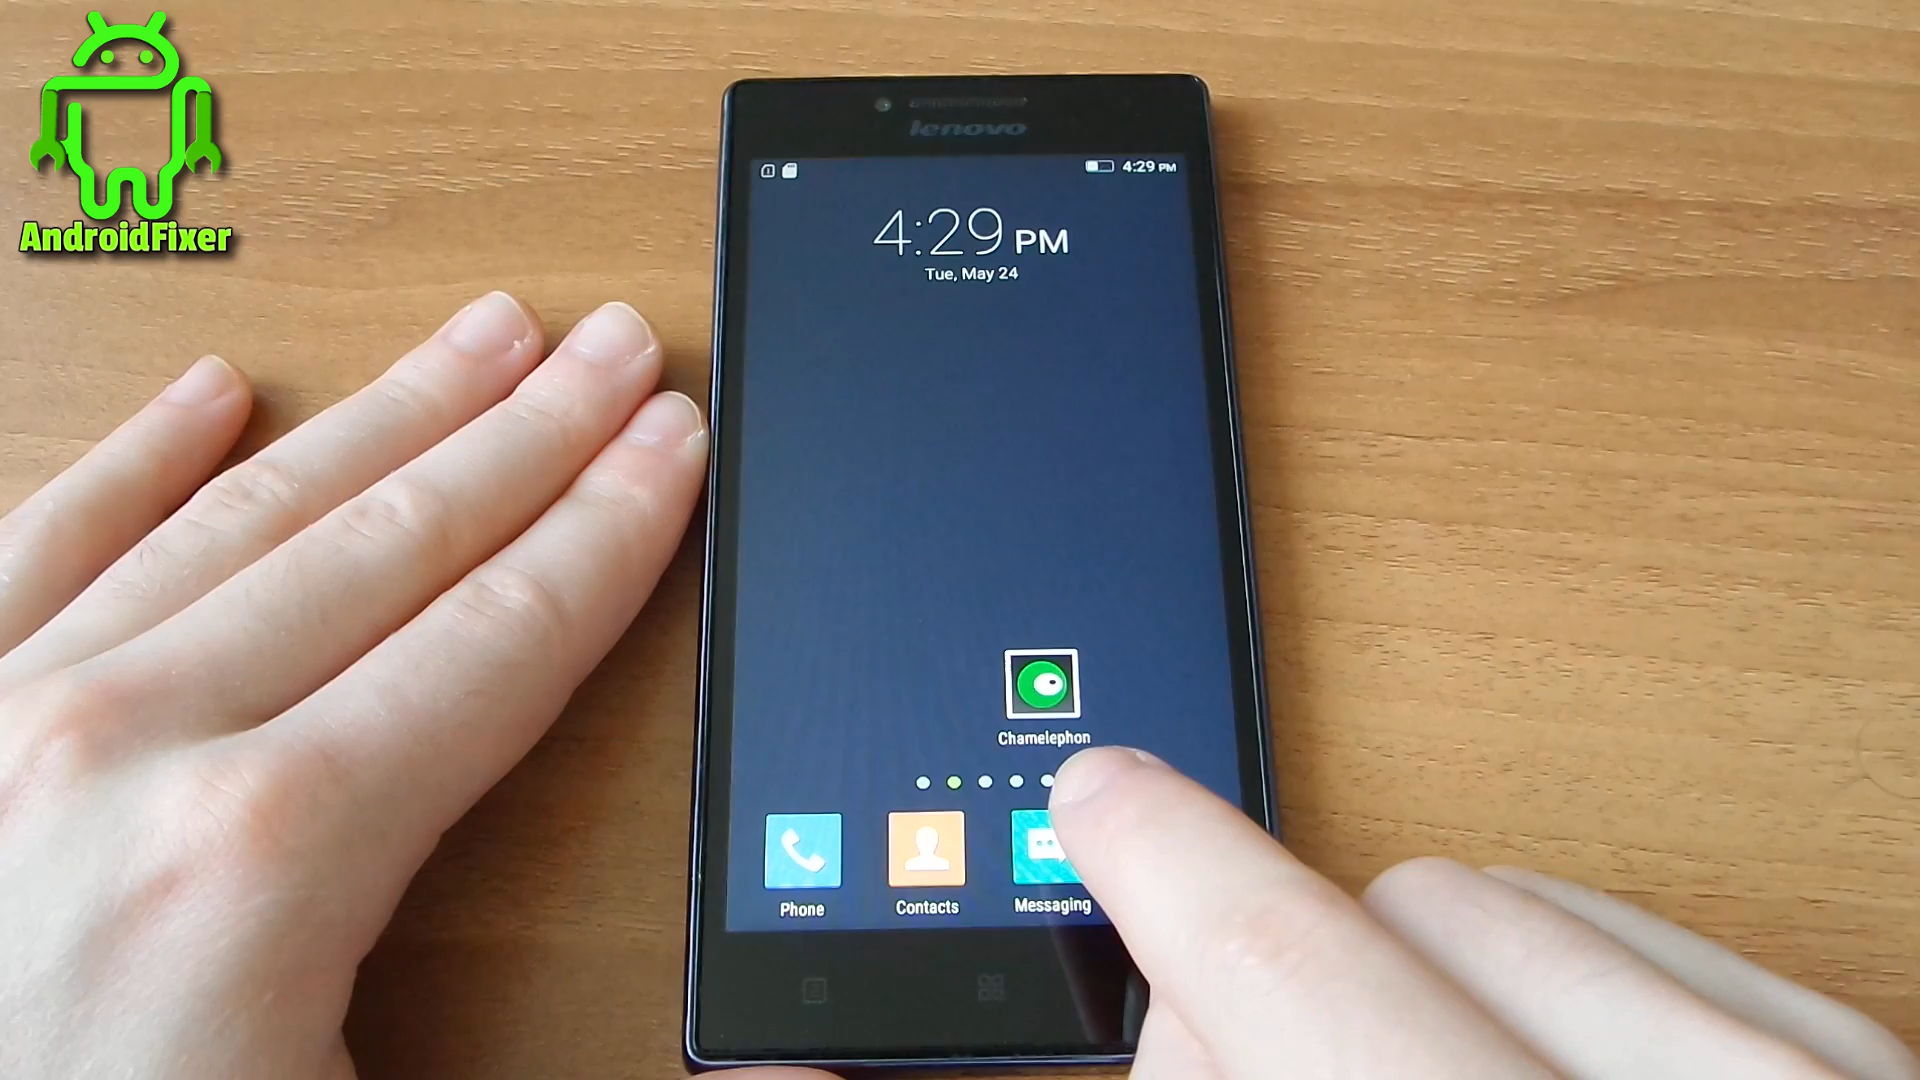 AndroidFixer
lenovo
4:29 PM
4:29 PM
Tue, May 24
Chamelephon
Phone
Contacts
Messaging